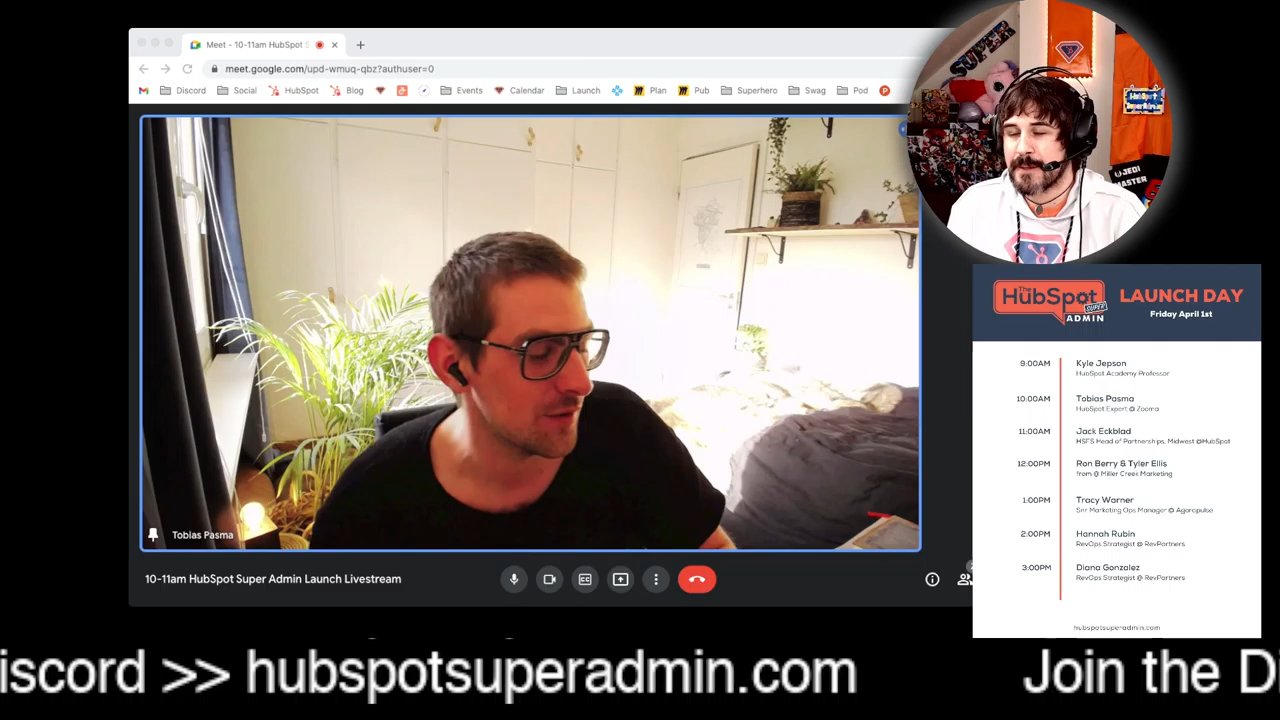 Meet - 10-11am HubSpot S
meet.google.com/upd-wmuq-qbz?authuser=0
Discord Social HubSpot Blog Events Calendar Launch Plan Pub Superhero Swag Pod
HubSpot
SuperAdmin
JEDI
MASTER
The
HubSpot
SUPER
ADMIN
LAUNCH DAY
Friday April 1st
9:00AM Kyle Jepson
HubSpot Academy Professor
10:00AM Tobias Pasma
HubSpot Expert @ Zooma
11:00AM Jack Eckblad
HSFS Head of Partnerships, Midwest @HubSpot
12:00PM Ron Berry & Tyler Ellis
from @ Miller Creek Marketing
1:00PM Tracy Warner
Snr Marketing Ops Manager @ Agorapulse
2:00PM Hannah Rubin
RevOps Strategist @ RevPartners
3:00PM Diana Gonzalez
RevOps Strategist @ RevPartners
hubspotsuperadmin.com
Tobias Pasma
10-11am HubSpot Super Admin Launch Livestream
iscord >> hubspotsuperadmin.com Join the Di